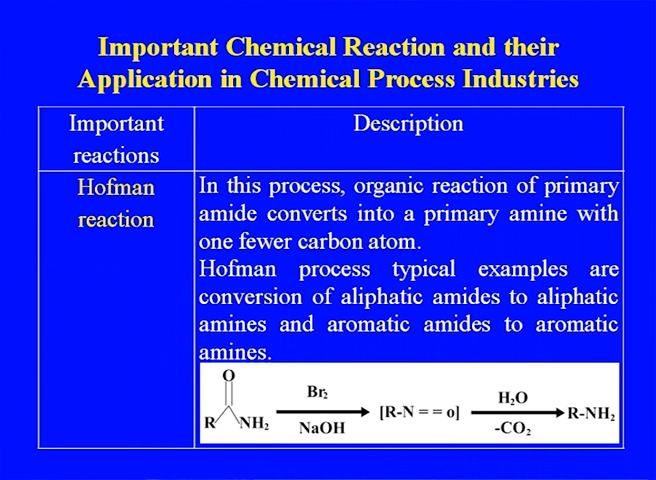 Important Chemical Reaction and their
Application in Chemical Process Industries
Important
reactions
Description
Hofman
reaction
In this process, organic reaction of primary
amide converts into a primary amine with
one fewer carbon atom.
Hofman process typical examples are
conversion of aliphatic amides to aliphatic
amines and aromatic amides to aromatic
amines.
O
R NH₂
Br₂
NaOH
[R-N = = o]
H₂O
-CO₂
R-NH₂